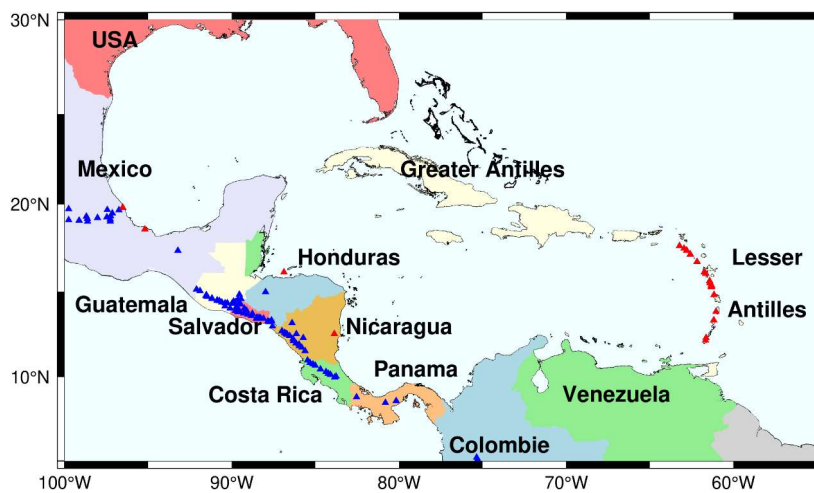 30°N
USA
Mexico
Greater Antilles
20°N
Honduras
Lesser
Guatemala
Antilles
Salvador
Nicaragua
Panama
10°N
Costa Rica
Venezuela
Colombie
100°W
90°W
80°W
70°W
60°W